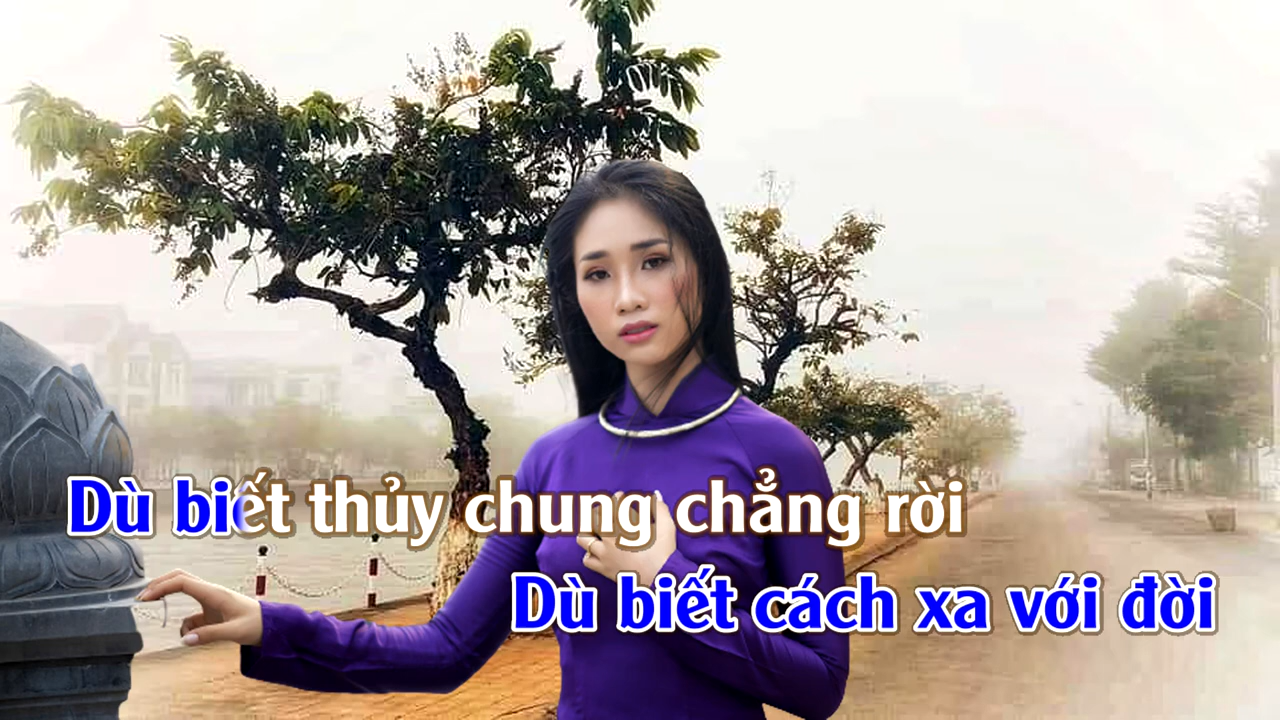 Dù biết thủy chung chẳng rời
Dù biết cách xa với đời